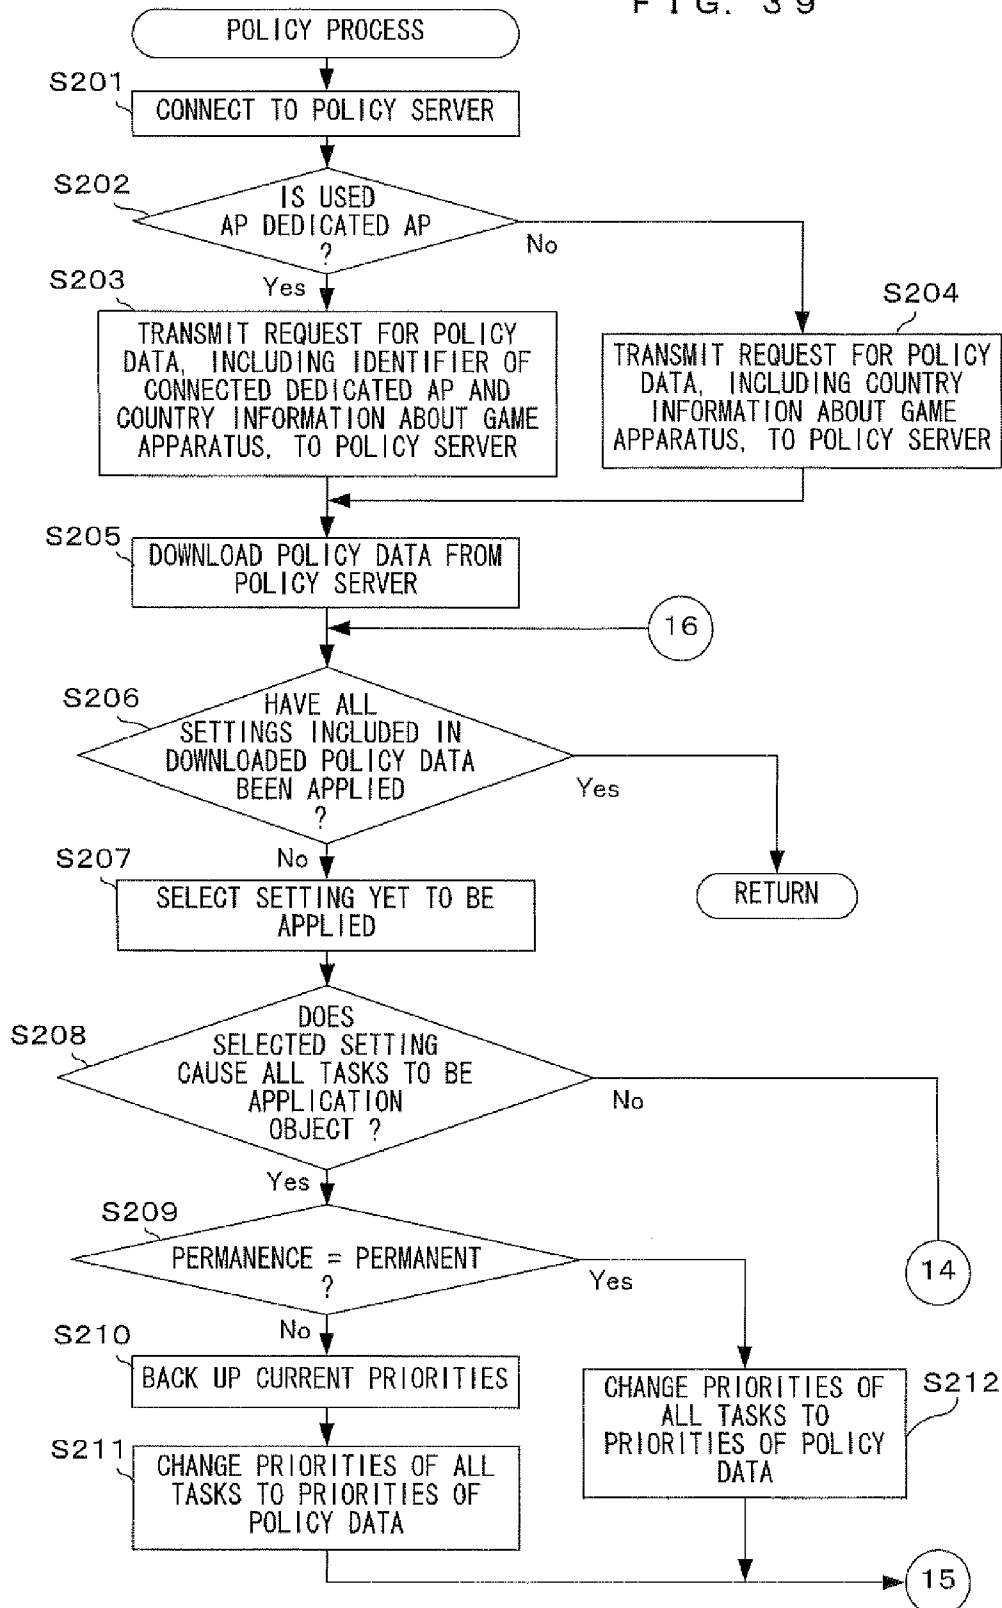 FIG. 39
POLICY PROCESS
S201
CONNECT TO POLICY SERVER
S202
IS USED
AP DEDICATED AP
?
No
Yes
S203
TRANSMIT REQUEST FOR POLICY
DATA, INCLUDING IDENTIFIER OF
CONNECTED DEDICATED AP AND
COUNTRY INFORMATION ABOUT GAME
APPARATUS, TO POLICY SERVER
S204
TRANSMIT REQUEST FOR POLICY
DATA, INCLUDING COUNTRY
INFORMATION ABOUT GAME
APPARATUS, TO POLICY SERVER
S205
DOWNLOAD POLICY DATA FROM
POLICY SERVER
16
S206
HAVE ALL
SETTINGS INCLUDED IN
DOWNLOADED POLICY DATA
BEEN APPLIED
?
Yes
No
RETURN
S207
SELECT SETTING YET TO BE
APPLIED
S208
DOES
SELECTED SETTING
CAUSE ALL TASKS TO BE
APPLICATION
OBJECT ?
No
Yes
14
S209
PERMANENCE = PERMANENT
?
Yes
No
S210
BACK UP CURRENT PRIORITIES
S211
CHANGE PRIORITIES OF ALL
TASKS TO PRIORITIES OF
POLICY DATA
S212
CHANGE PRIORITIES OF
ALL TASKS TO
PRIORITIES OF POLICY
DATA
15